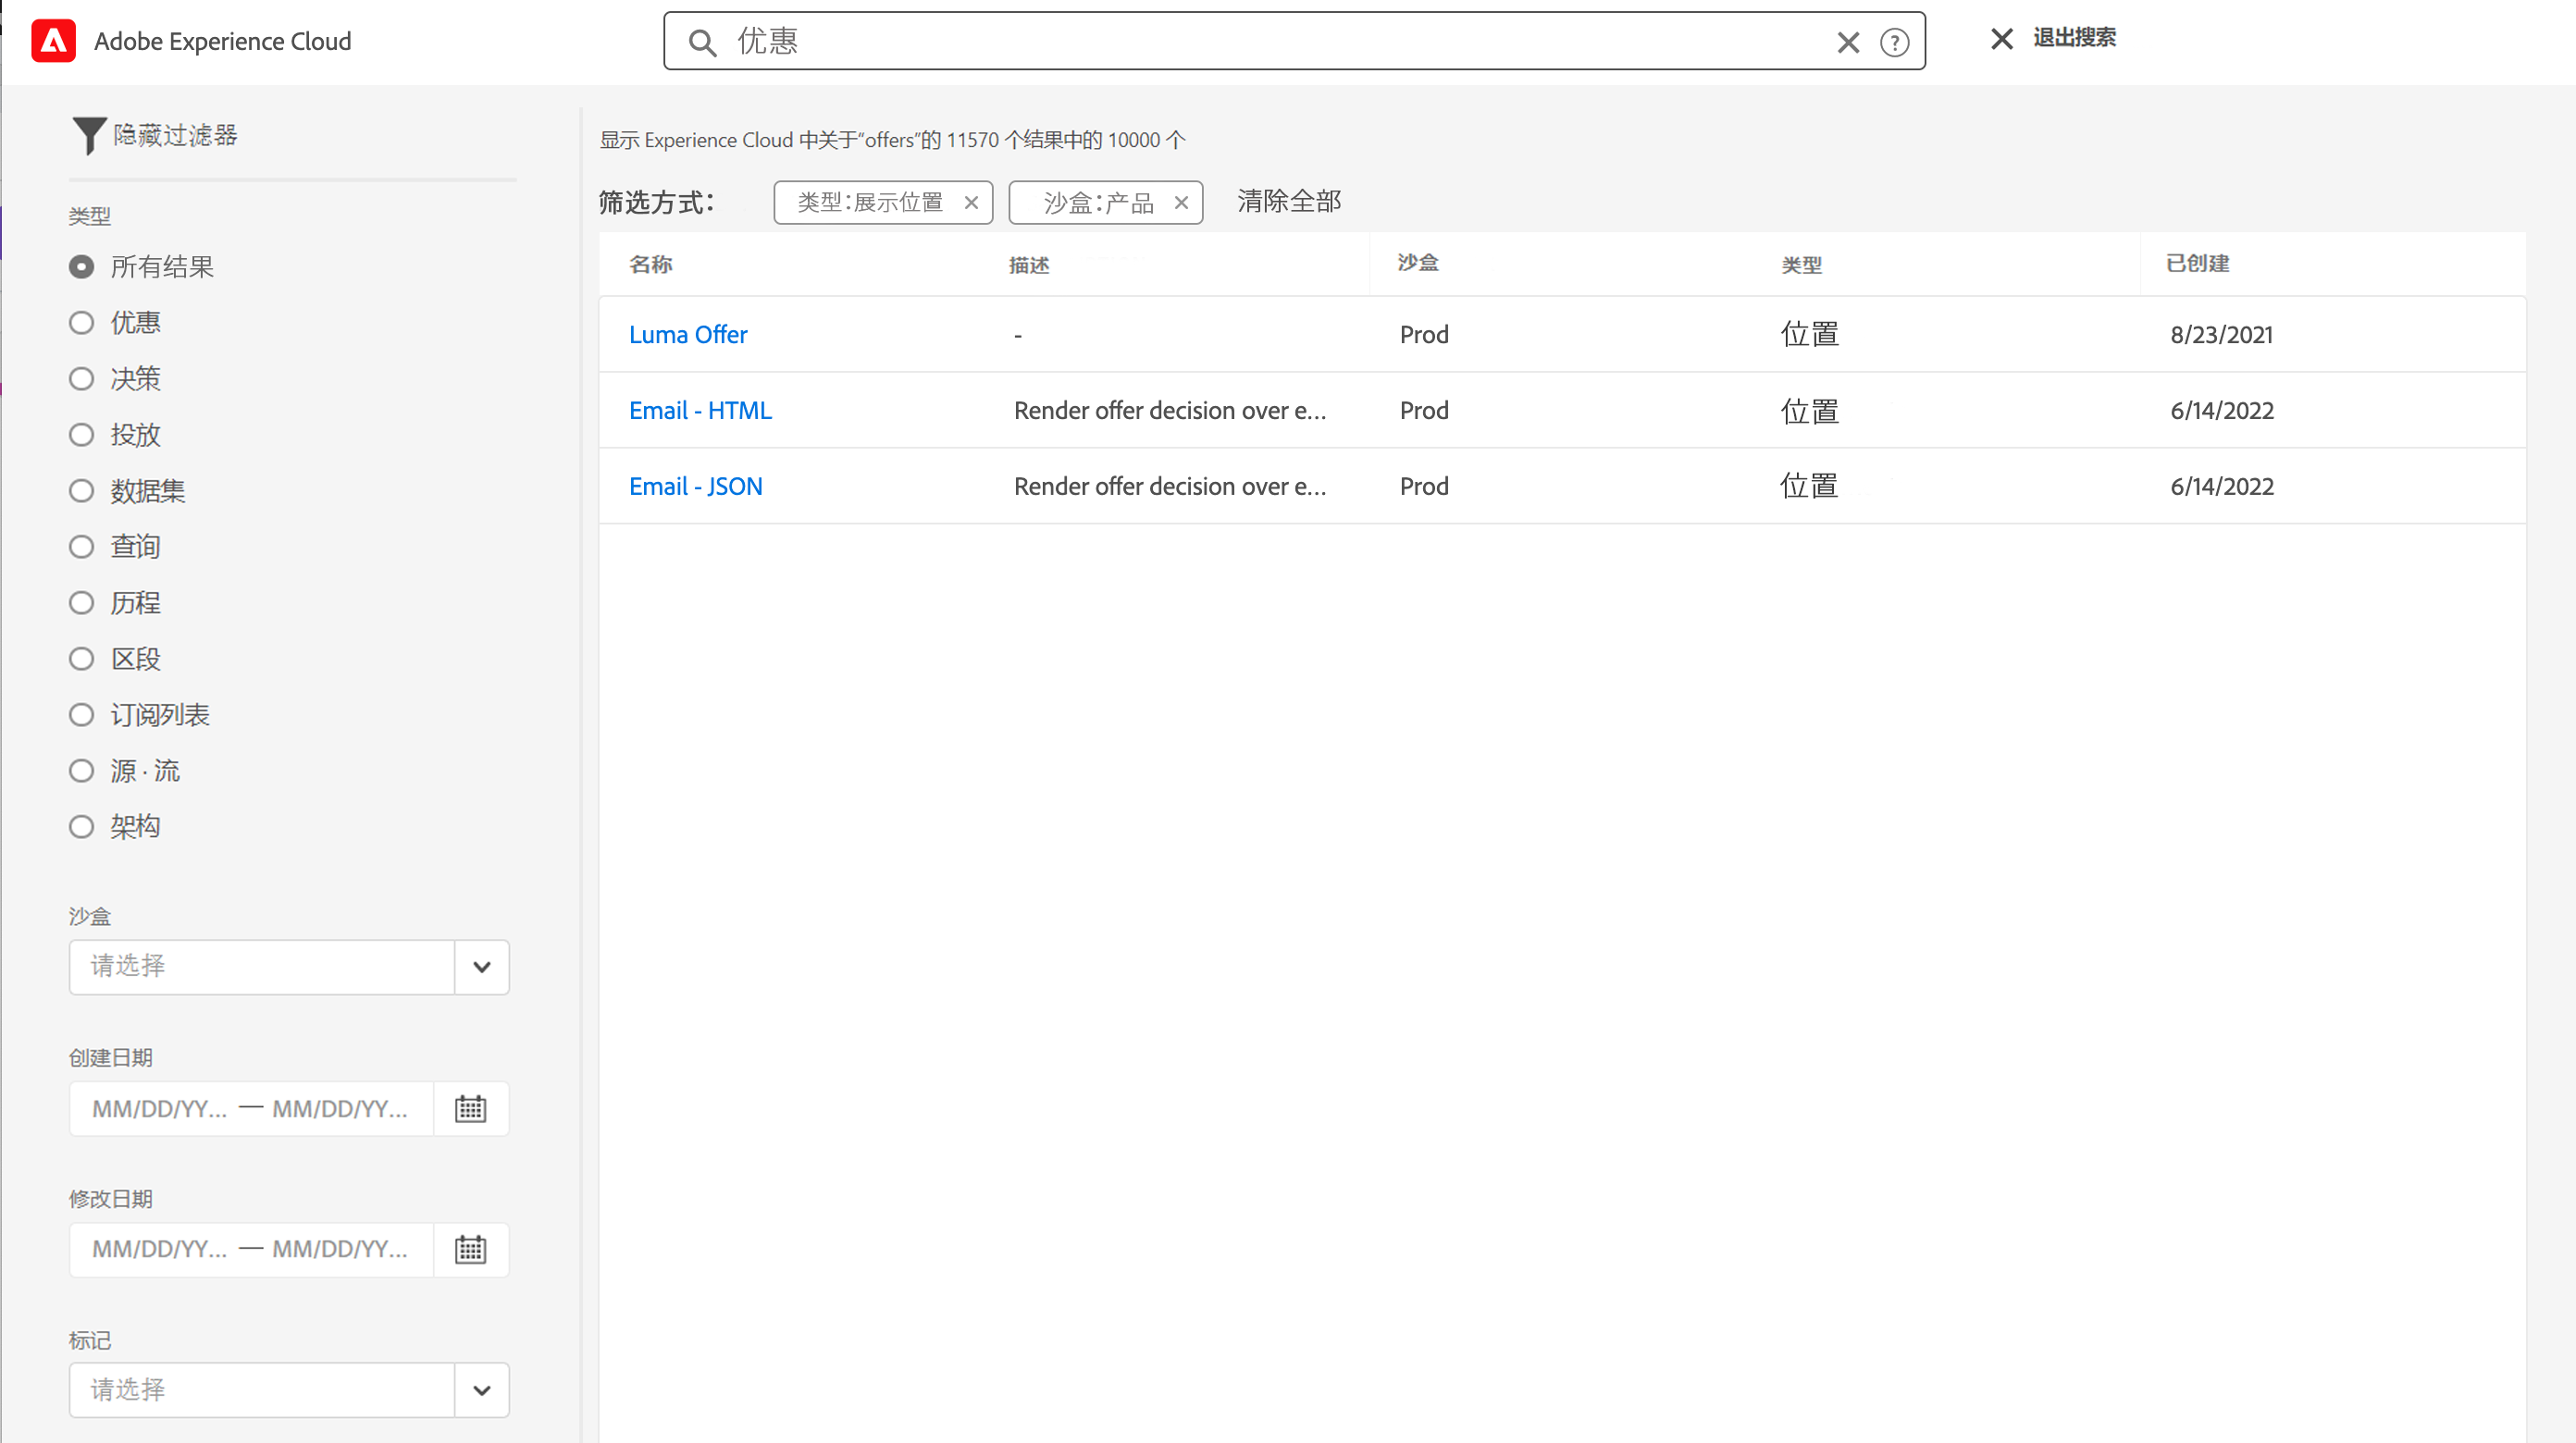 Adobe Experience Cloud
优惠
退出搜索
隐藏过滤器
类型
所有结果
优惠
决策
投放
数据集
查询
历程
区段
订阅列表
源 · 流
架构
沙盒
请选择
创建日期
MM/DD/YY... — MM/DD/YY...
修改日期
MM/DD/YY... — MM/DD/YY...
标记
请选择
显示 Experience Cloud 中关于“offers”的 11570 个结果中的 10000 个
筛选方式： 类型：展示位置 沙盒：产品 清除全部
名称 描述 沙盒 类型 已创建
Luma Offer - Prod 位置 8/23/2021
Email - HTML Render offer decision over e... Prod 位置 6/14/2022
Email - JSON Render offer decision over e... Prod 位置 6/14/2022